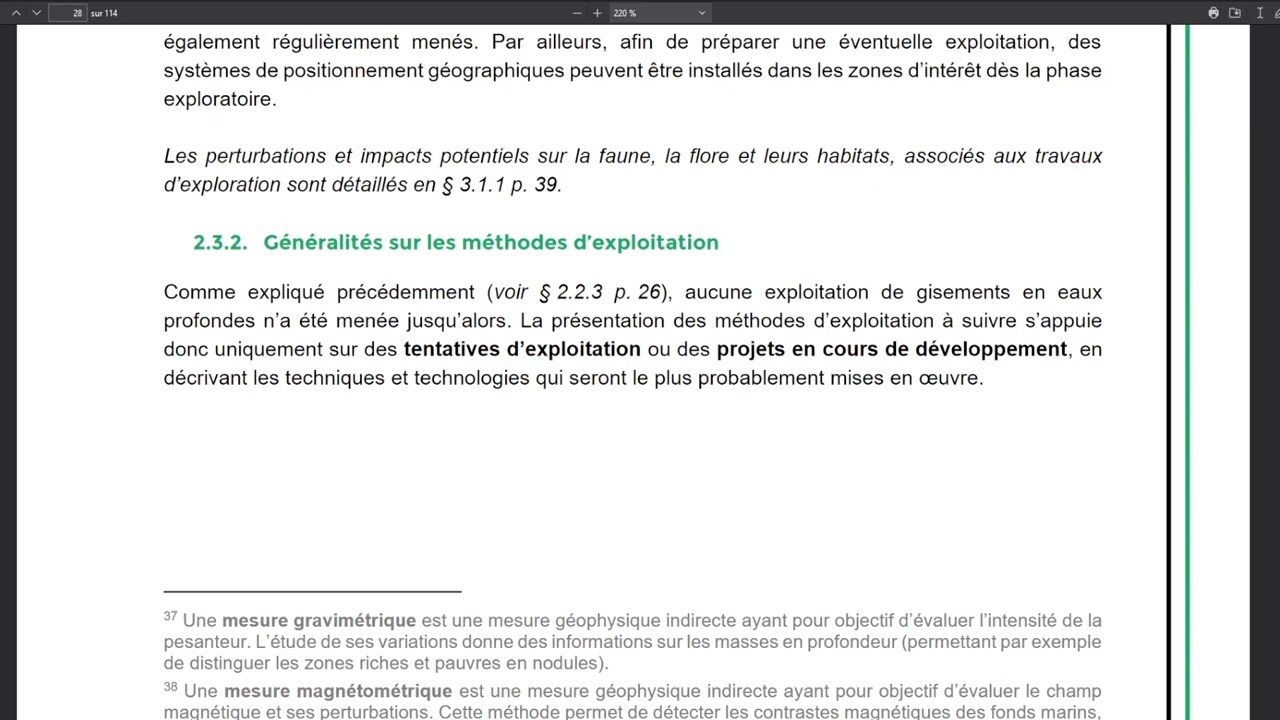 28 sur 114
220 %
également régulièrement menés. Par ailleurs, afin de préparer une éventuelle exploitation, des
systèmes de positionnement géographiques peuvent être installés dans les zones d’intérêt dès la phase
exploratoire.
Les perturbations et impacts potentiels sur la faune, la flore et leurs habitats, associés aux travaux
d’exploration sont détaillés en § 3.1.1 p. 39.
2.3.2. Généralités sur les méthodes d’exploitation
Comme expliqué précédemment (voir § 2.2.3 p. 26), aucune exploitation de gisements en eaux
profondes n’a été menée jusqu’alors. La présentation des méthodes d’exploitation à suivre s’appuie
donc uniquement sur des tentatives d’exploitation ou des projets en cours de développement, en
décrivant les techniques et technologies qui seront le plus probablement mises en œuvre.
37 Une mesure gravimétrique est une mesure géophysique indirecte ayant pour objectif d’évaluer l’intensité de la
pesanteur. L’étude de ses variations donne des informations sur les masses en profondeur (permettant par exemple
de distinguer les zones riches et pauvres en nodules).
38 Une mesure magnétométrique est une mesure géophysique indirecte ayant pour objectif d’évaluer le champ
magnétique et ses perturbations. Cette méthode permet de détecter les contrastes magnétiques des fonds marins,